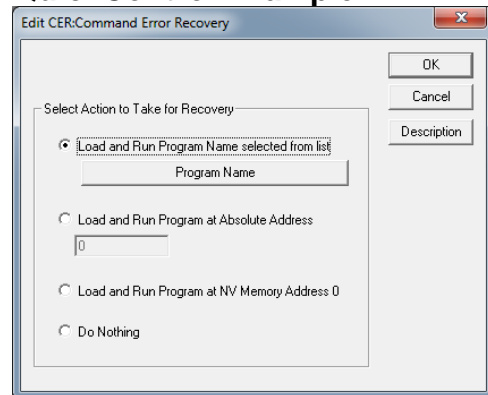 Edit CER:Command Error Recovery
OK
Cancel
Description
Select Action to Take for Recovery
Load and Run Program Name selected from list
Program Name
Load and Run Program at Absolute Address
0
Load and Run Program at NV Memory Address 0
Do Nothing